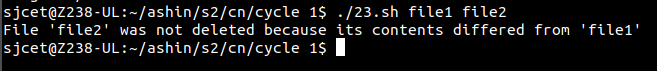 sjcet@Z238-UL:~/ashin/s2/cn/cycle 1$ ./23.sh file1 file2
File 'file2' was not deleted because its contents differed from 'file1'
sjcet@Z238-UL:~/ashin/s2/cn/cycle 1$